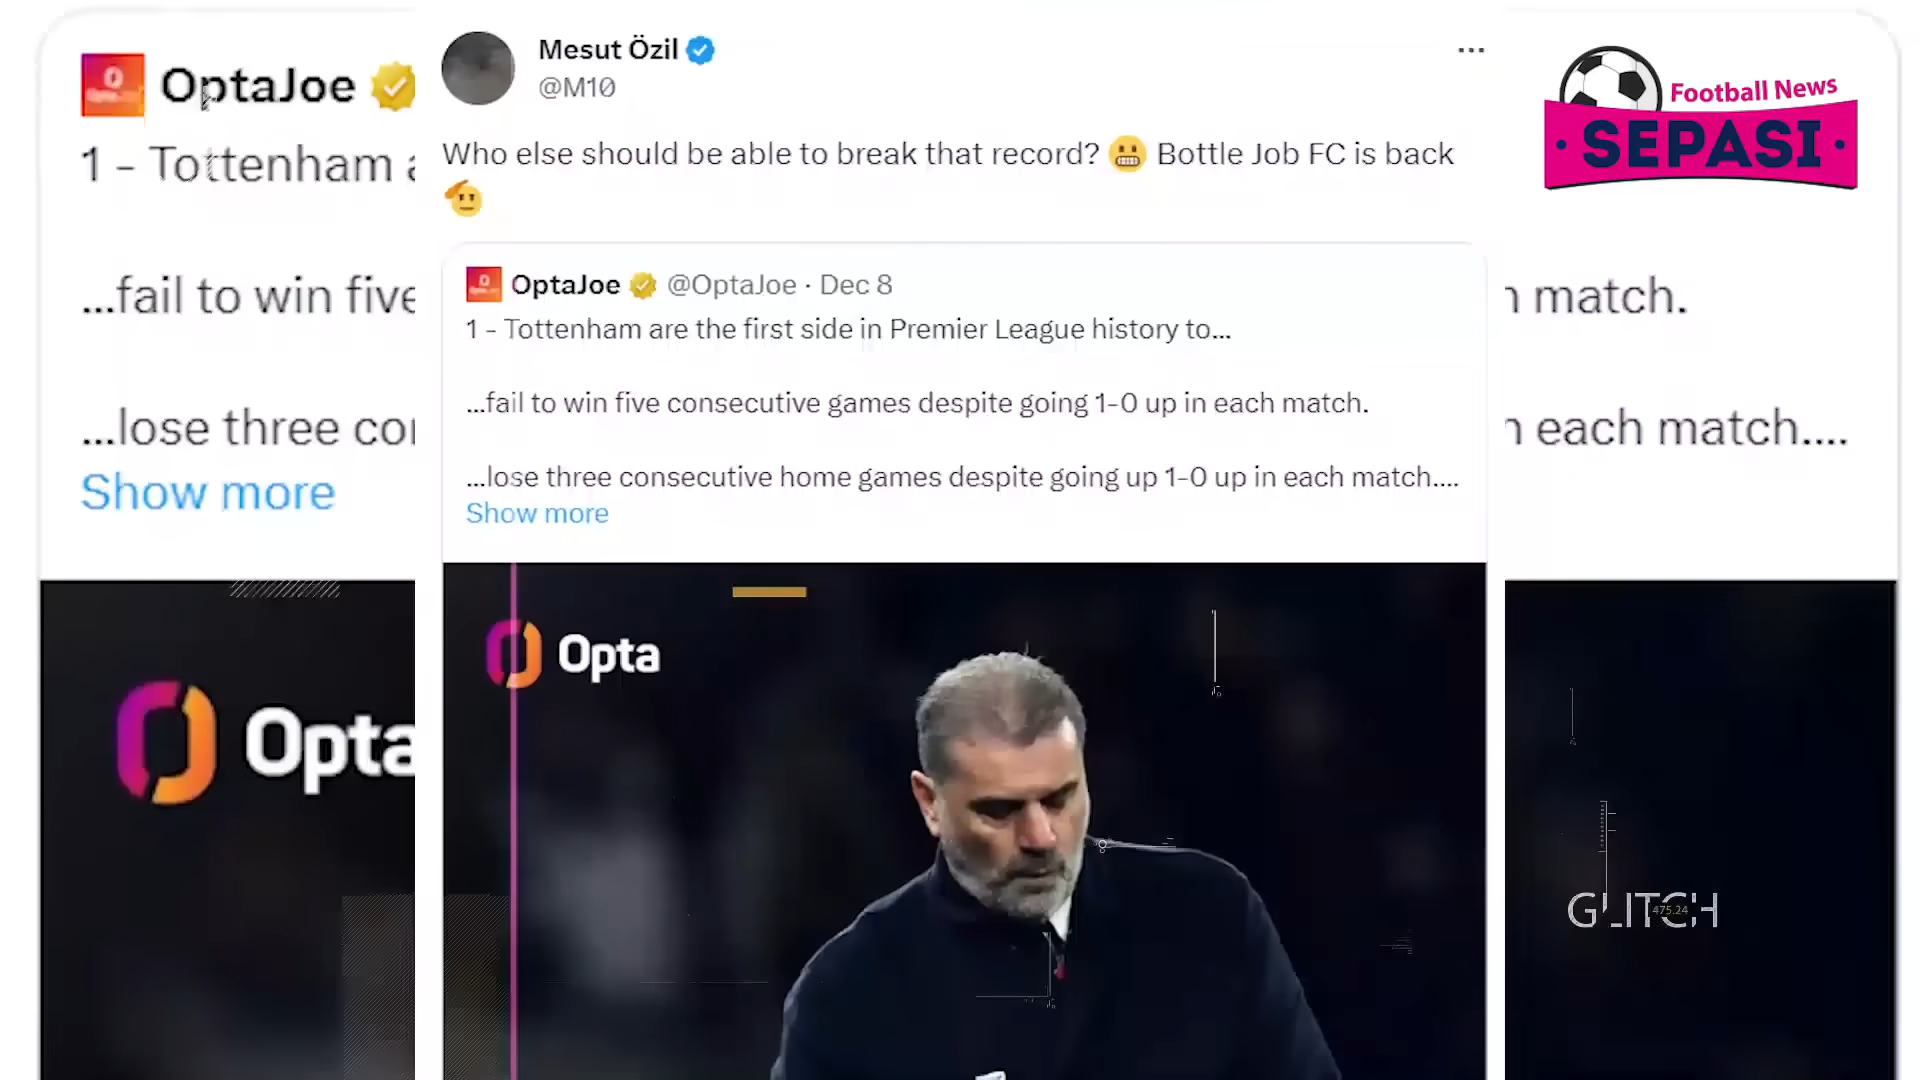 OptaJoe
1 - Tottenham
...fail to win five
...lose three
Show more
Opta
Mesut Özil
@M10
Who else should be able to break that record? 😬 Bottle Job FC is back
🫡
OptaJoe @OptaJoe · Dec 8
1 - Tottenham are the first side in Premier League history to...
...fail to win five consecutive games despite going 1-0 up in each match.
...lose three consecutive home games despite going up 1-0 up in each match....
Show more
Opta
Football News
· SEPASI ·
match.
each match....
GLITCH
475.24